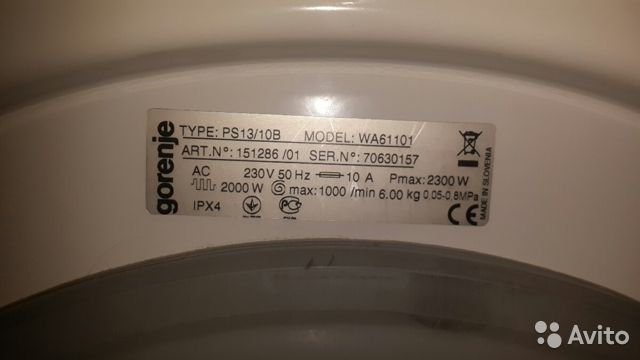 gorenje
TYPE: PS13/10B MODEL: WA61101
ART.N°: 151286 /01 SER.N°: 70630157
AC 230V 50 Hz 10 A Pmax: 2300 W
2000 W max: 1000 /min 6.00 kg 0,05-0,8MPa
IPX4 PC CE
MADE IN SLOVENIA
Avito